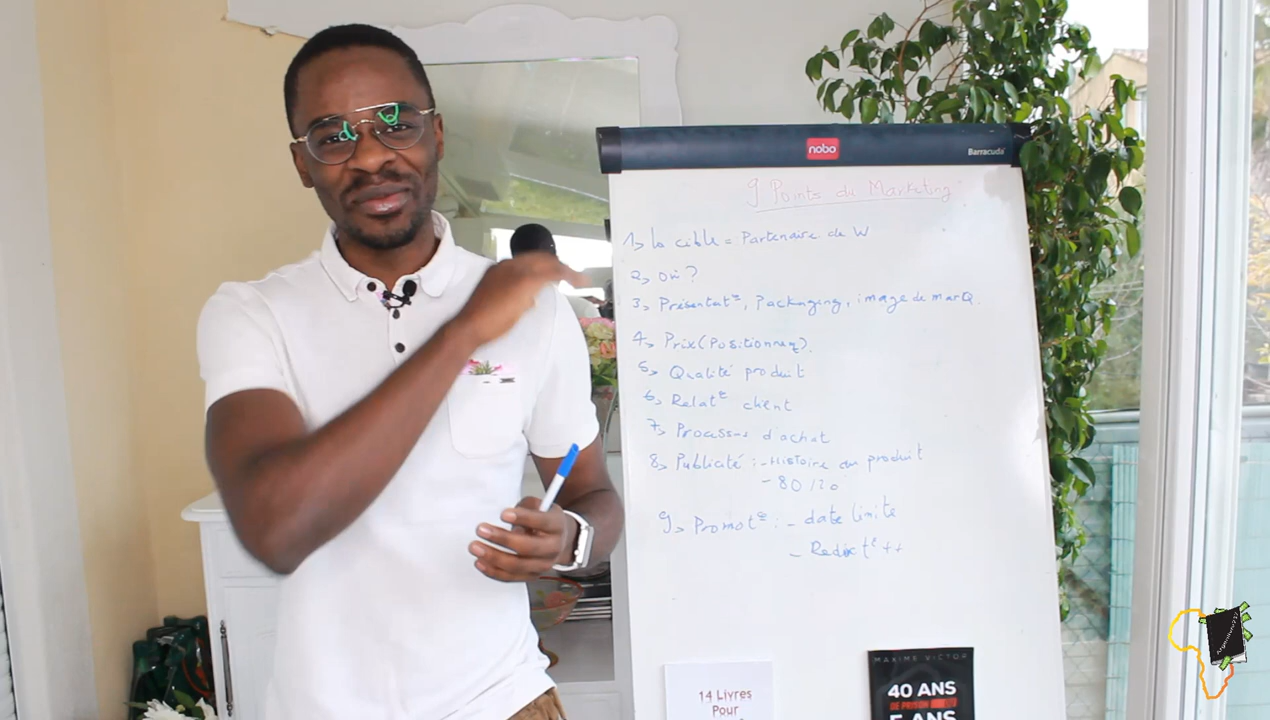 nobo
Barracuda
9 Points du Marketing
1> la cible = Partenaire de W
2> Où ?
3> Présentat°, Packaging, image de marQ.
4> Prix (Positionneq).
5> Qualité produit
6> Relat° client
7> Processus d'achat
8> Publicité : - Histoire du produit
- 80 / 20
9> Promot° : - date limite
- Reduct° ++
14 Livres
Pour
MAXIME VICTOR
40 ANS
DE PRISON
5 ANS